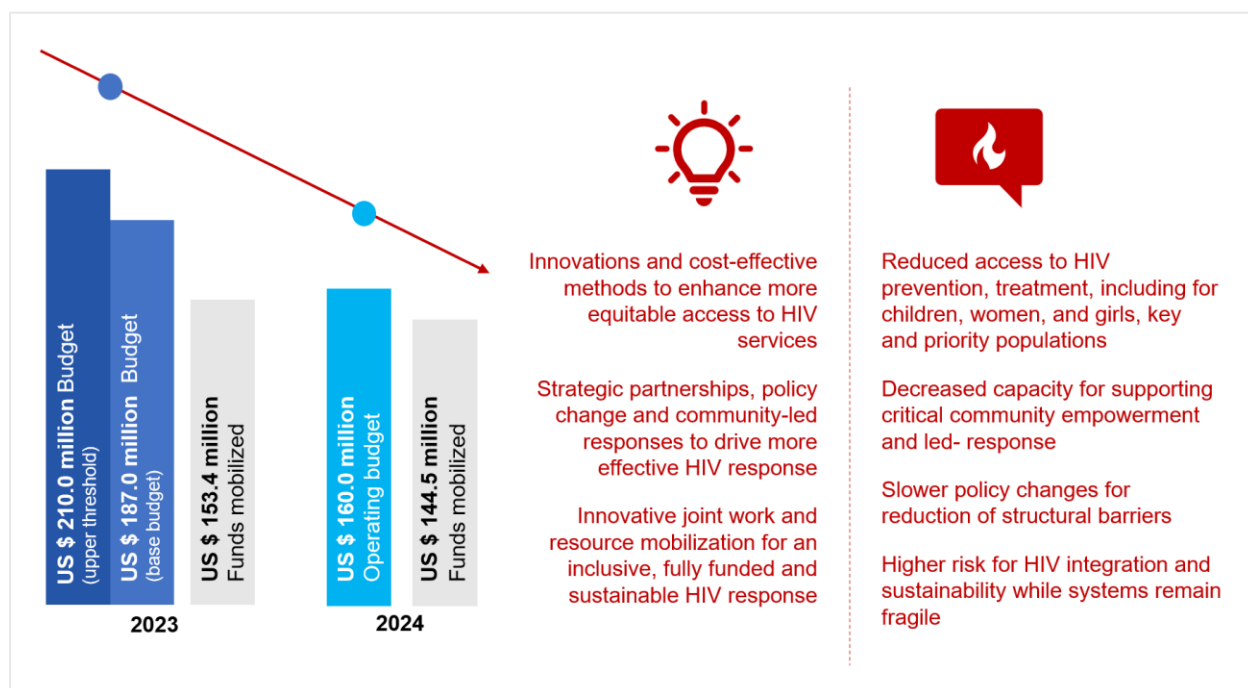 US $ 210.0 million Budget
(upper threshold)
US $ 187.0 million Budget
(base budget)
US $ 153.4 million
Funds mobilized
2023
US $ 160.0 million
Operating budget
US $ 144.5 million
Funds mobilized
2024
Innovations and cost-effective
methods to enhance more
equitable access to HIV
services
Strategic partnerships, policy
change and community-led
responses to drive more
effective HIV response
Innovative joint work and
resource mobilization for an
inclusive, fully funded and
sustainable HIV response
Reduced access to HIV
prevention, treatment, including for
children, women, and girls, key
and priority populations
Decreased capacity for supporting
critical community empowerment
and led- response
Slower policy changes for
reduction of structural barriers
Higher risk for HIV integration and
sustainability while systems remain
fragile